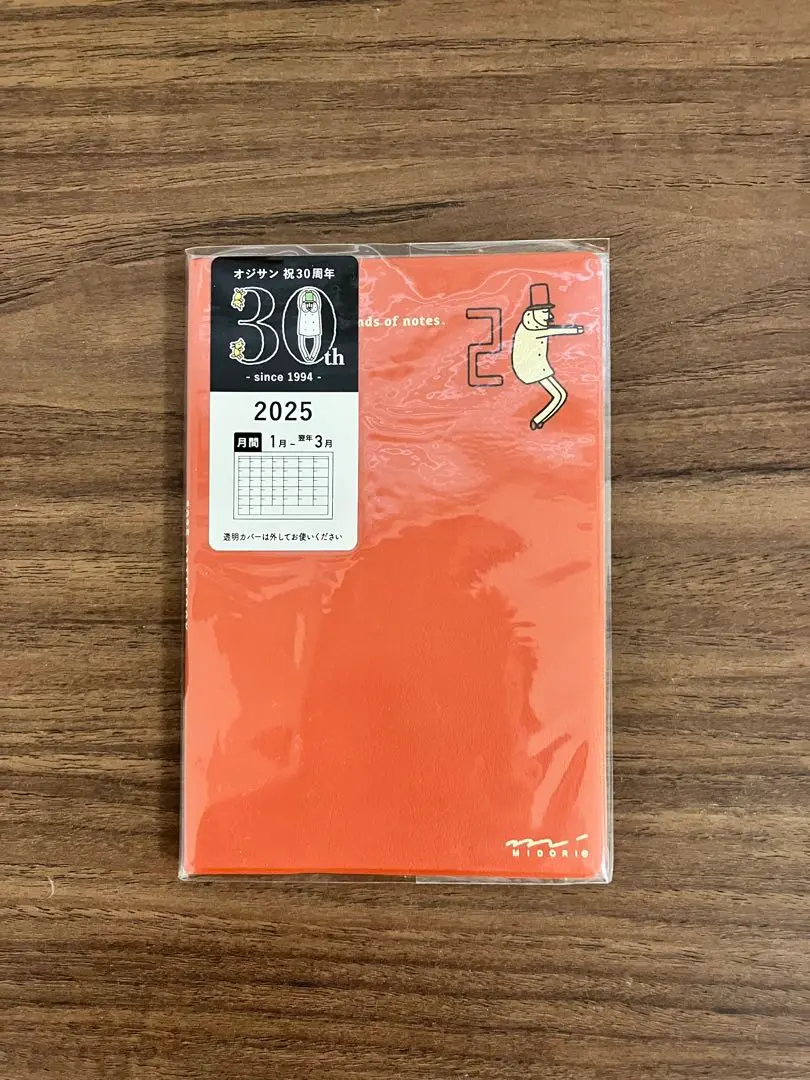 オジサン 祝30周年
30th
- since 1994 -
2025
月間 1月~翌年3月
透明カバーは外してお使いください
of notes.
2
MIDORI